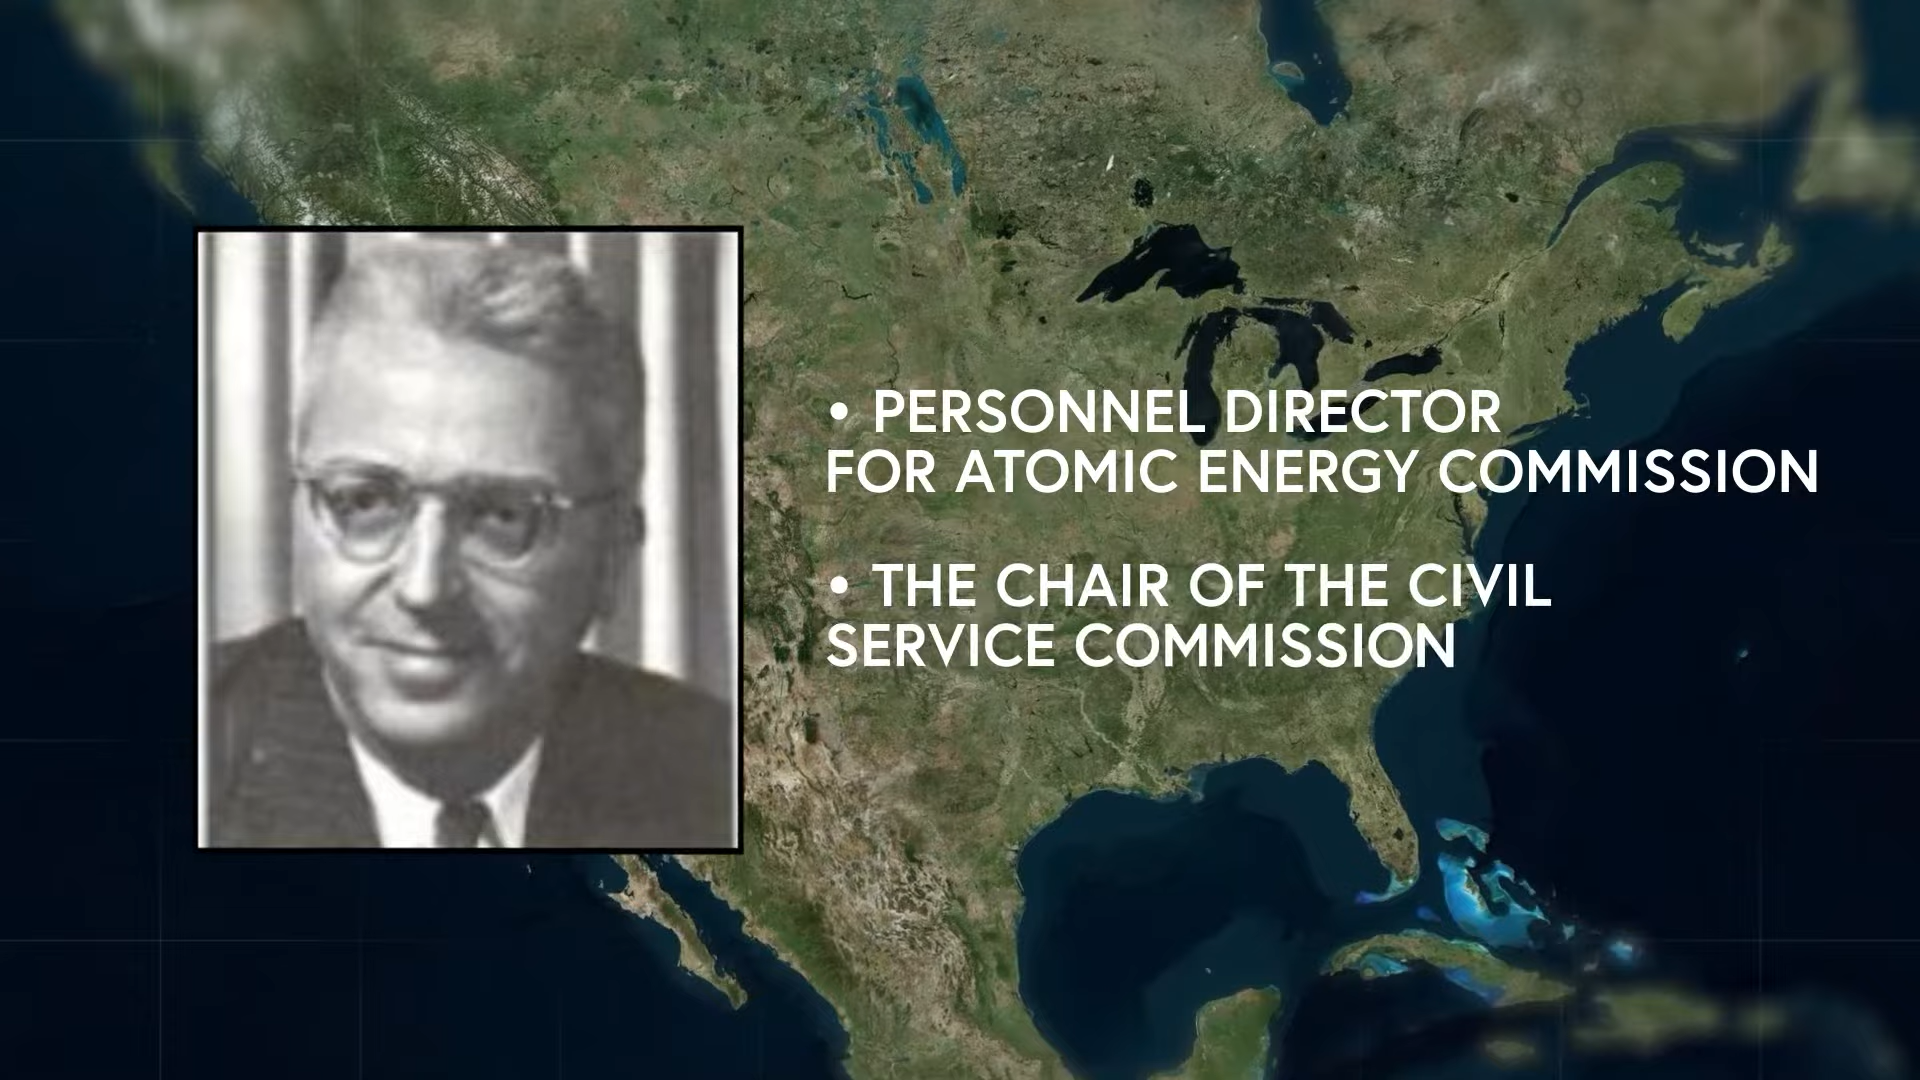 • PERSONNEL DIRECTOR
FOR ATOMIC ENERGY COMMISSION
• THE CHAIR OF THE CIVIL
SERVICE COMMISSION